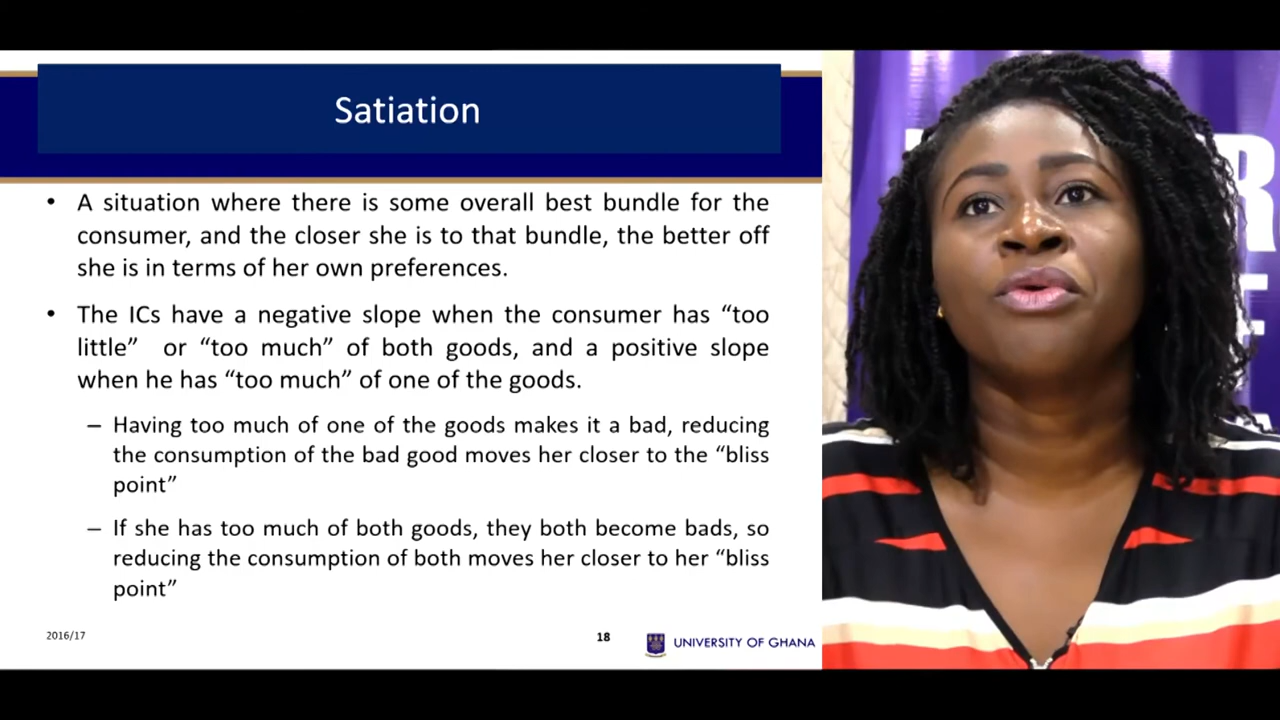 Satiation
• A situation where there is some overall best bundle for the
consumer, and the closer she is to that bundle, the better off
she is in terms of her own preferences.
• The ICs have a negative slope when the consumer has “too
little” or “too much” of both goods, and a positive slope
when he has “too much” of one of the goods.
– Having too much of one of the goods makes it a bad, reducing
the consumption of the bad good moves her closer to the “bliss
point”
– If she has too much of both goods, they both become bads, so
reducing the consumption of both moves her closer to her “bliss
point”
2016/17
18
UNIVERSITY OF GHANA